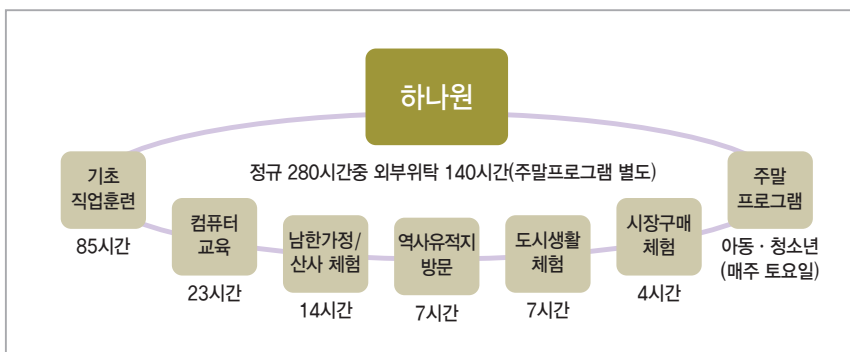 하나원
정규 280시간중 외부위탁 140시간(주말프로그램 별도)
기초
직업훈련
85시간
컴퓨터
교육
23시간
남한가정/
산사 체험
14시간
역사유적지
방문
7시간
도시생활
체험
7시간
시장구매
체험
4시간
주말
프로그램
아동 · 청소년
(매주 토요일)